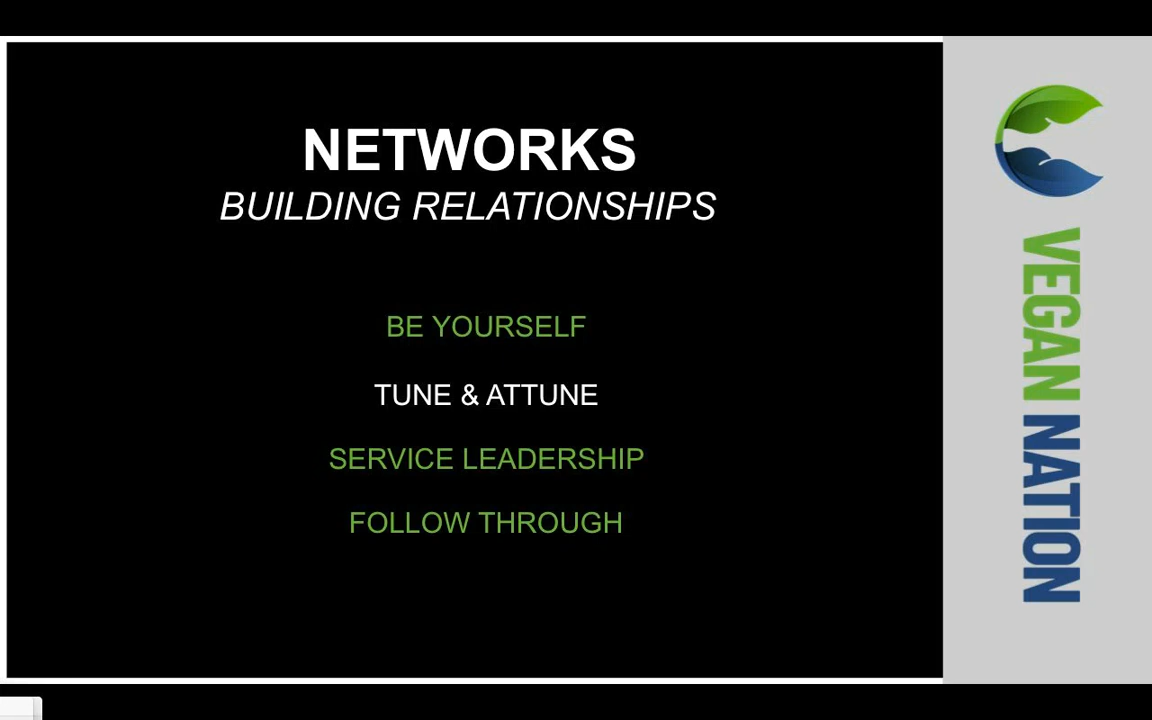 NETWORKS
BUILDING RELATIONSHIPS
BE YOURSELF
TUNE & ATTUNE
SERVICE LEADERSHIP
FOLLOW THROUGH
VEGAN NATION